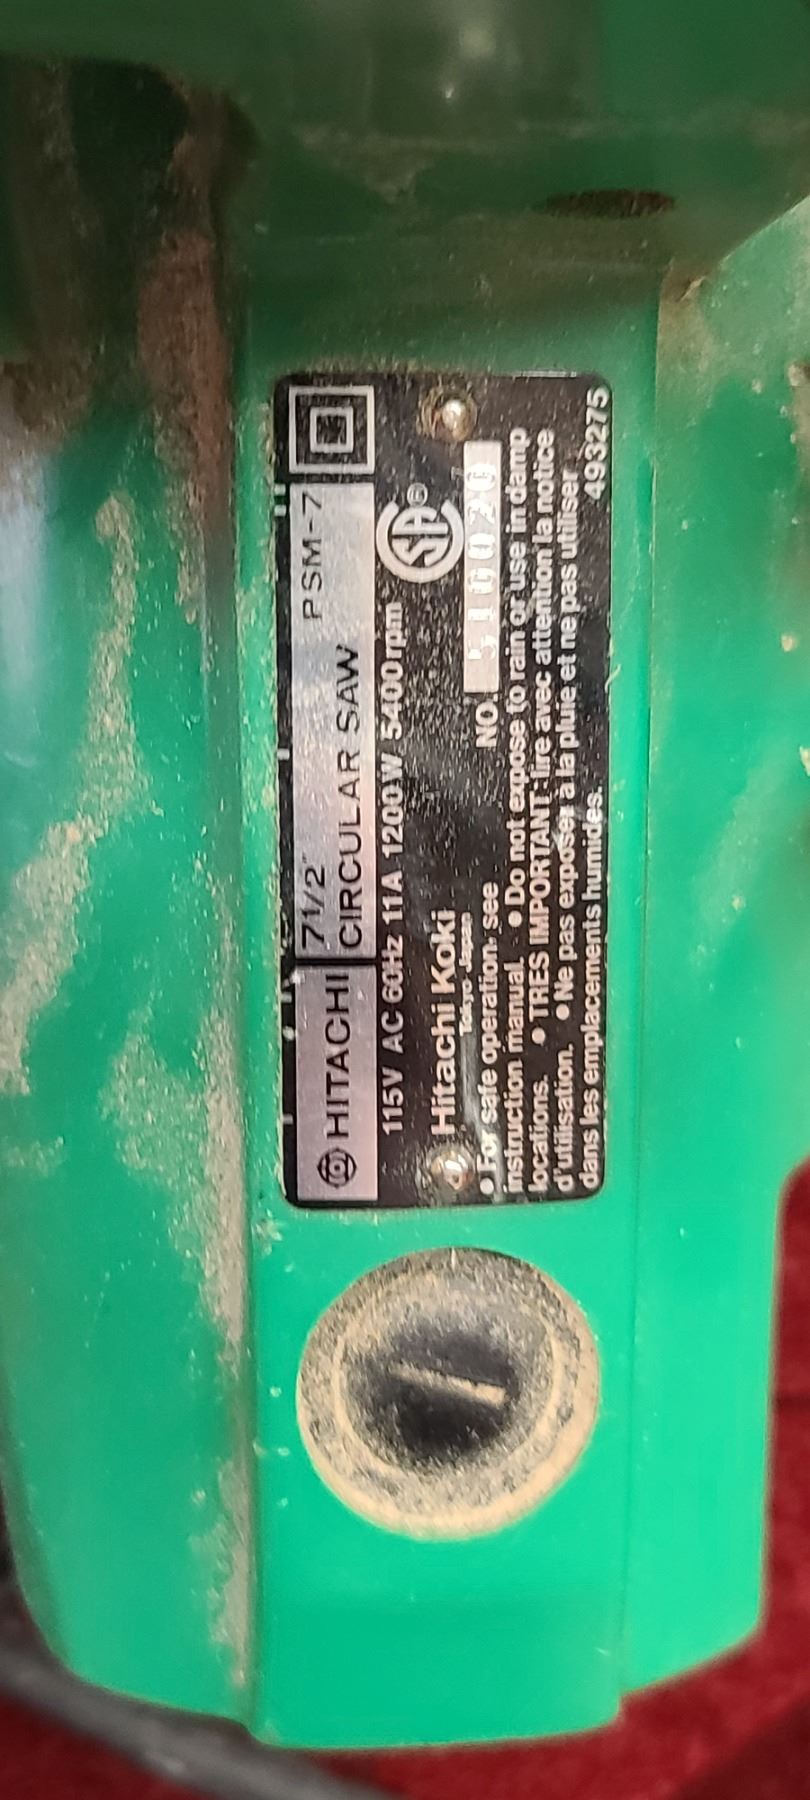 HITACHI
7 1/2"
CIRCULAR SAW PSM-7
115V AC 60Hz 11A 1200W 5400rpm
Hitachi Koki
Tokyo Japan
SA®
NO.
• For safe operation, see
instruction manual. • Do not expose to rain or use in damp
locations. • TRES IMPORTANT: lire avec attention la notice
d'utilisation. • Ne pas exposer a la pluie et ne pas utiliser
dans les emplacements humides. 493275